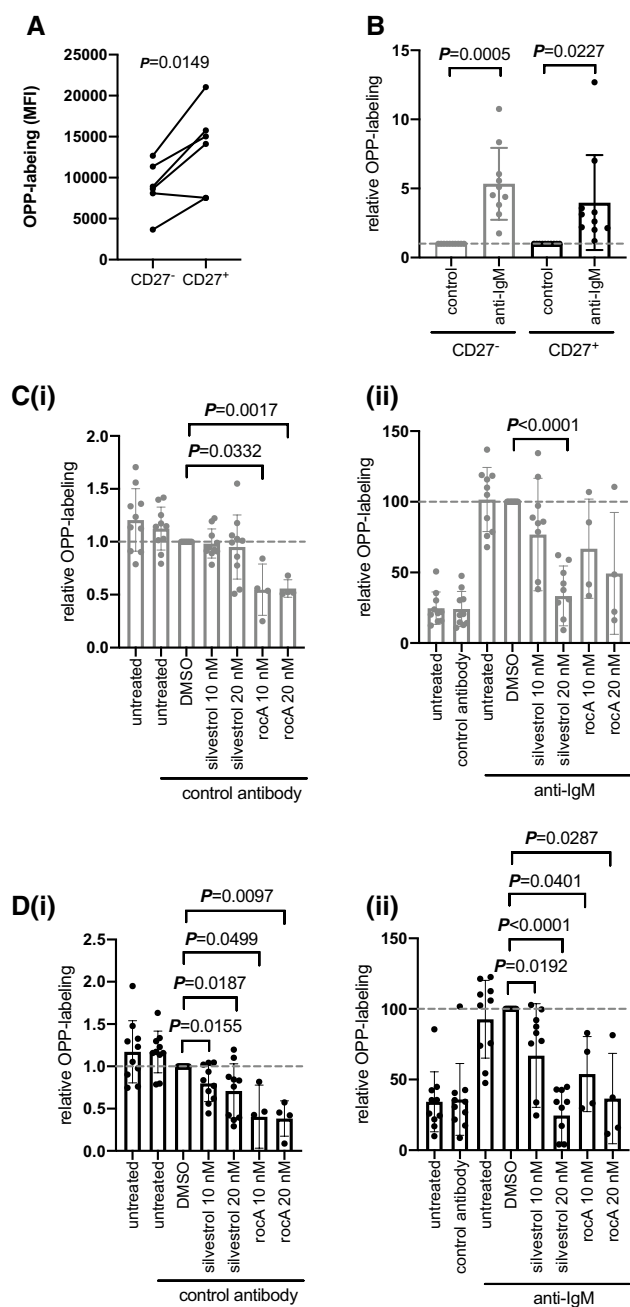 A
P=0.0149
25000
20000
15000
10000
5000
0
OPP-labeing (MFI)
CD27-
CD27+
B
P=0.0005
P=0.0227
15
10
5
0
relative OPP-labeling
control
anti-IgM
control
anti-IgM
CD27-
CD27+
C(i)
P=0.0017
P=0.0332
2.0
1.5
1.0
0.5
0.0
relative OPP-labeling
untreated
untreated
DMSO
silvestrol 10 nM
silvestrol 20 nM
rocA 10 nM
rocA 20 nM
control antibody
(ii)
P<0.0001
150
100
50
0
relative OPP-labeling
untreated
control antibody
untreated
DMSO
silvestrol 10 nM
silvestrol 20 nM
rocA 10 nM
rocA 20 nM
anti-IgM
D(i)
P=0.0097
P=0.0499
P=0.0187
P=0.0155
2.5
2.0
1.5
1.0
0.5
0.0
relative OPP-labeling
untreated
untreated
DMSO
silvestrol 10 nM
silvestrol 20 nM
rocA 10 nM
rocA 20 nM
control antibody
(ii)
P=0.0287
P=0.0401
P<0.0001
P=0.0192
150
100
50
0
relative OPP-labeling
untreated
control antibody
untreated
DMSO
silvestrol 10 nM
silvestrol 20 nM
rocA 10 nM
rocA 20 nM
anti-IgM